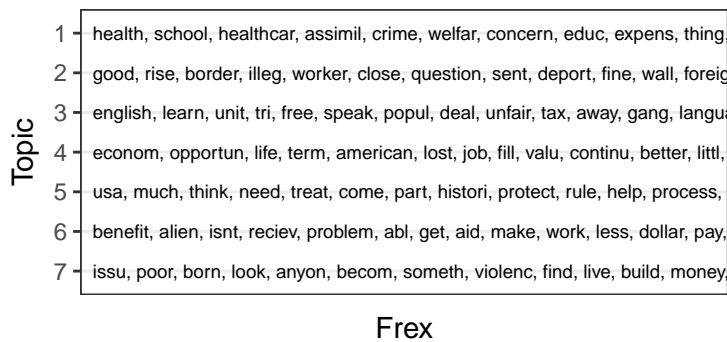 Topic
1 health, school, healthcar, assimil, crime, welfar, concern, educ, expens, thing,
2 good, rise, border, illeg, worker, close, question, sent, deport, fine, wall, foreig
3 english, learn, unit, tri, free, speak, popul, deal, unfair, tax, away, gang, langua
4 econom, opportun, life, term, american, lost, job, fill, valu, continu, better, littl,
5 usa, much, think, need, treat, come, part, histori, protect, rule, help, process,
6 benefit, alien, isnt, reciev, problem, abl, get, aid, make, work, less, dollar, pay,
7 issu, poor, born, look, anyon, becom, someth, violenc, find, live, build, money,
Frex